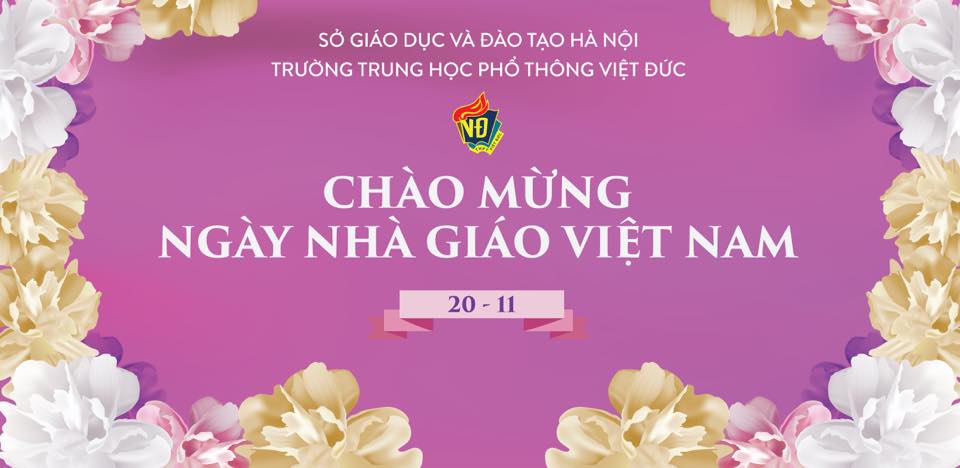 SỞ GIÁO DỤC VÀ ĐÀO TẠO HÀ NỘI
TRƯỜNG TRUNG HỌC PHỔ THÔNG VIỆT ĐỨC
VĐ
CHÀO MỪNG
NGÀY NHÀ GIÁO VIỆT NAM
20 - 11